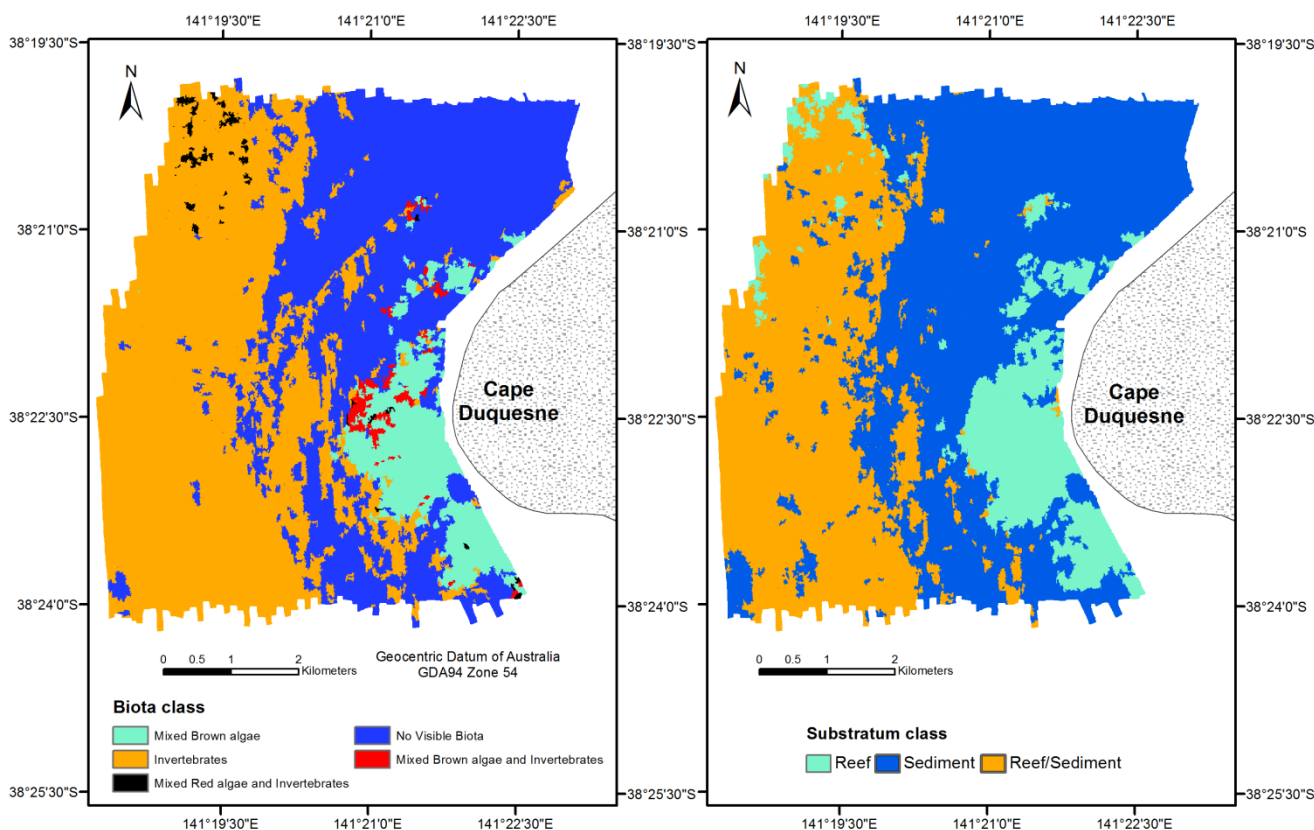 141°19'30"E 141°21'0"E 141°22'30"E
38°19'30"S 38°19'30"S
N
38°21'0"S 38°21'0"S
Cape
Duquesne
38°22'30"S 38°22'30"S
38°24'0"S 38°24'0"S
0 0.5 1 2
Kilometers
Geocentric Datum of Australia
GDA94 Zone 54
Biota class
Mixed Brown algae
No Visible Biota
Invertebrates
Mixed Brown algae and Invertebrates
Mixed Red algae and Invertebrates
38°25'30"S 38°25'30"S
141°19'30"E 141°21'0"E 141°22'30"E
141°19'30"E 141°21'0"E 141°22'30"E
38°19'30"S
N
38°21'0"S
Cape
Duquesne
38°22'30"S
38°24'0"S
0 0.5 1 2
Kilometers
Substratum class
Reef Sediment Reef/Sediment
38°25'30"S
141°19'30"E 141°21'0"E 141°22'30"E